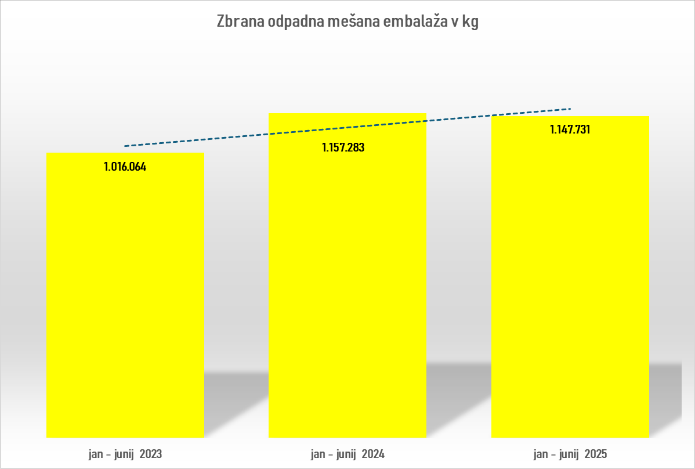 Zbrana odpadna mešana embalaža v kg
1.016.064
1.157.283
1.147.731
jan - junij 2023
jan - junij 2024
jan - junij 2025